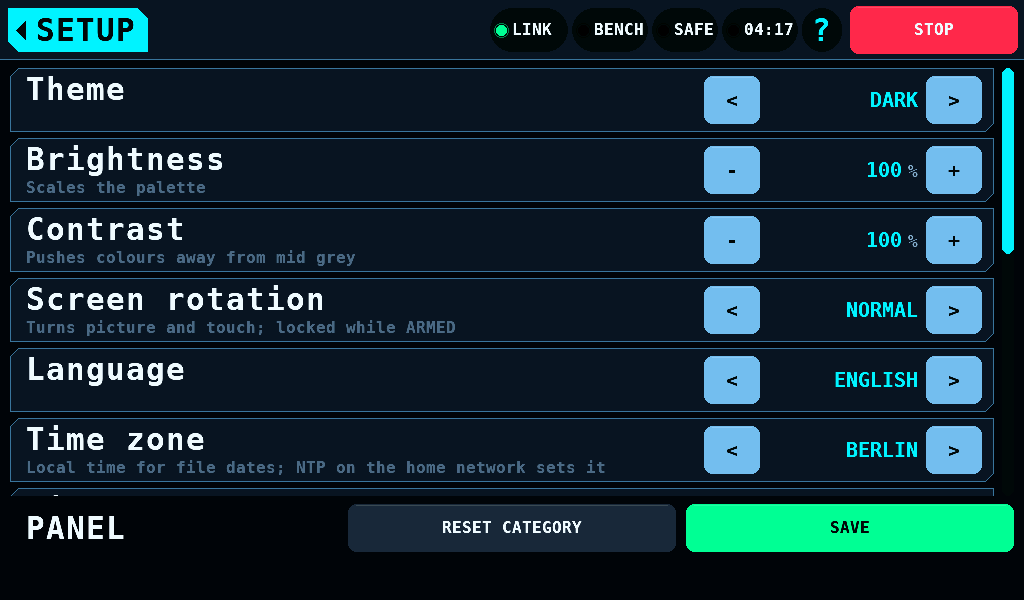 SETUP
LINK
BENCH
SAFE
04:17
?
STOP
Theme
< DARK >
Brightness
Scales the palette
- 100 % +
Contrast
Pushes colours away from mid grey
- 100 % +
Screen rotation
Turns picture and touch; locked while ARMED
< NORMAL >
Language
< ENGLISH >
Time zone
Local time for file dates; NTP on the home network sets it
< BERLIN >
PANEL
RESET CATEGORY
SAVE